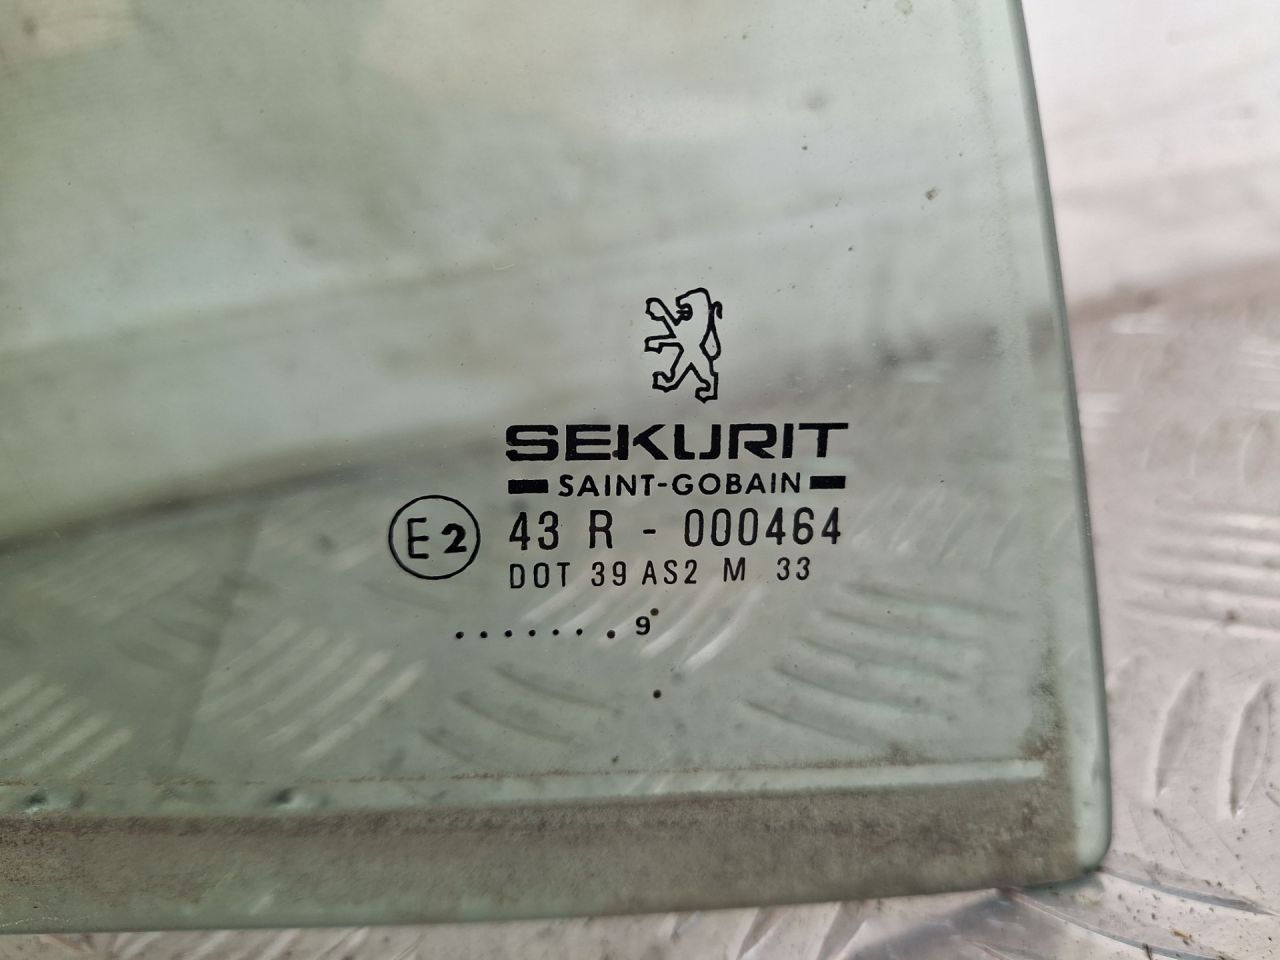 SEKURIT
SAINT-GOBAIN
E2 43 R - 000464
DOT 39 AS2 M 33
.......9